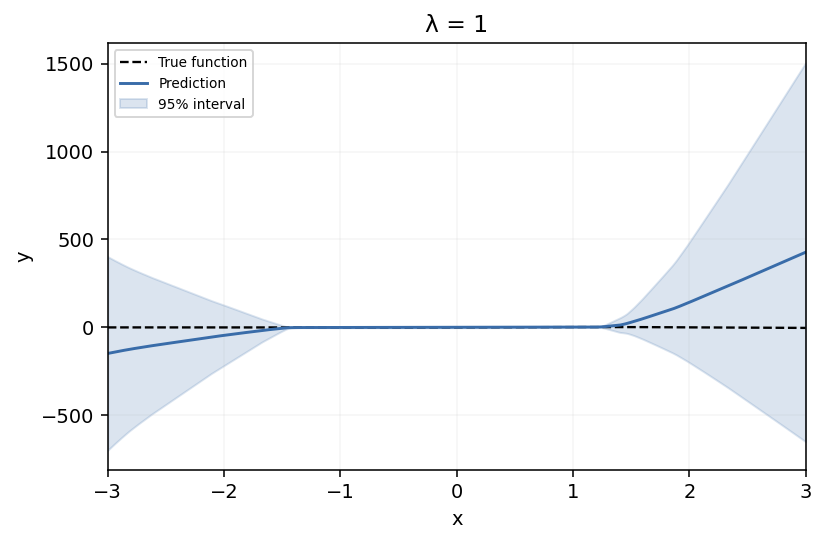 λ = 1
True function
Prediction
95% interval
1500
1000
500
0
−500
y
−3 −2 −1 0 1 2 3
x